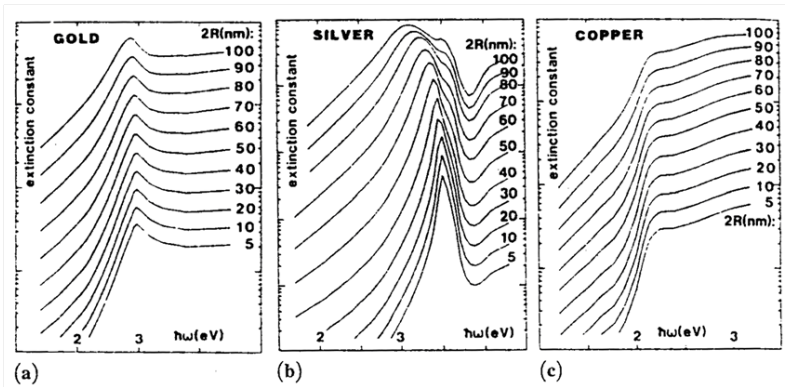 GOLD
2R(nm):
100
90
80
70
60
50
40
30
20
10
5
extinction constant
2
3
ħω(eV)
(a)
SILVER
2R(nm):
100
90
80
70
60
50
40
30
20
10
5
extinction constant
2
3
ħω(eV)
(b)
COPPER
100
90
80
70
60
50
40
30
20
10
5
2R(nm):
extinction constant
2
ħω(eV)
3
(c)